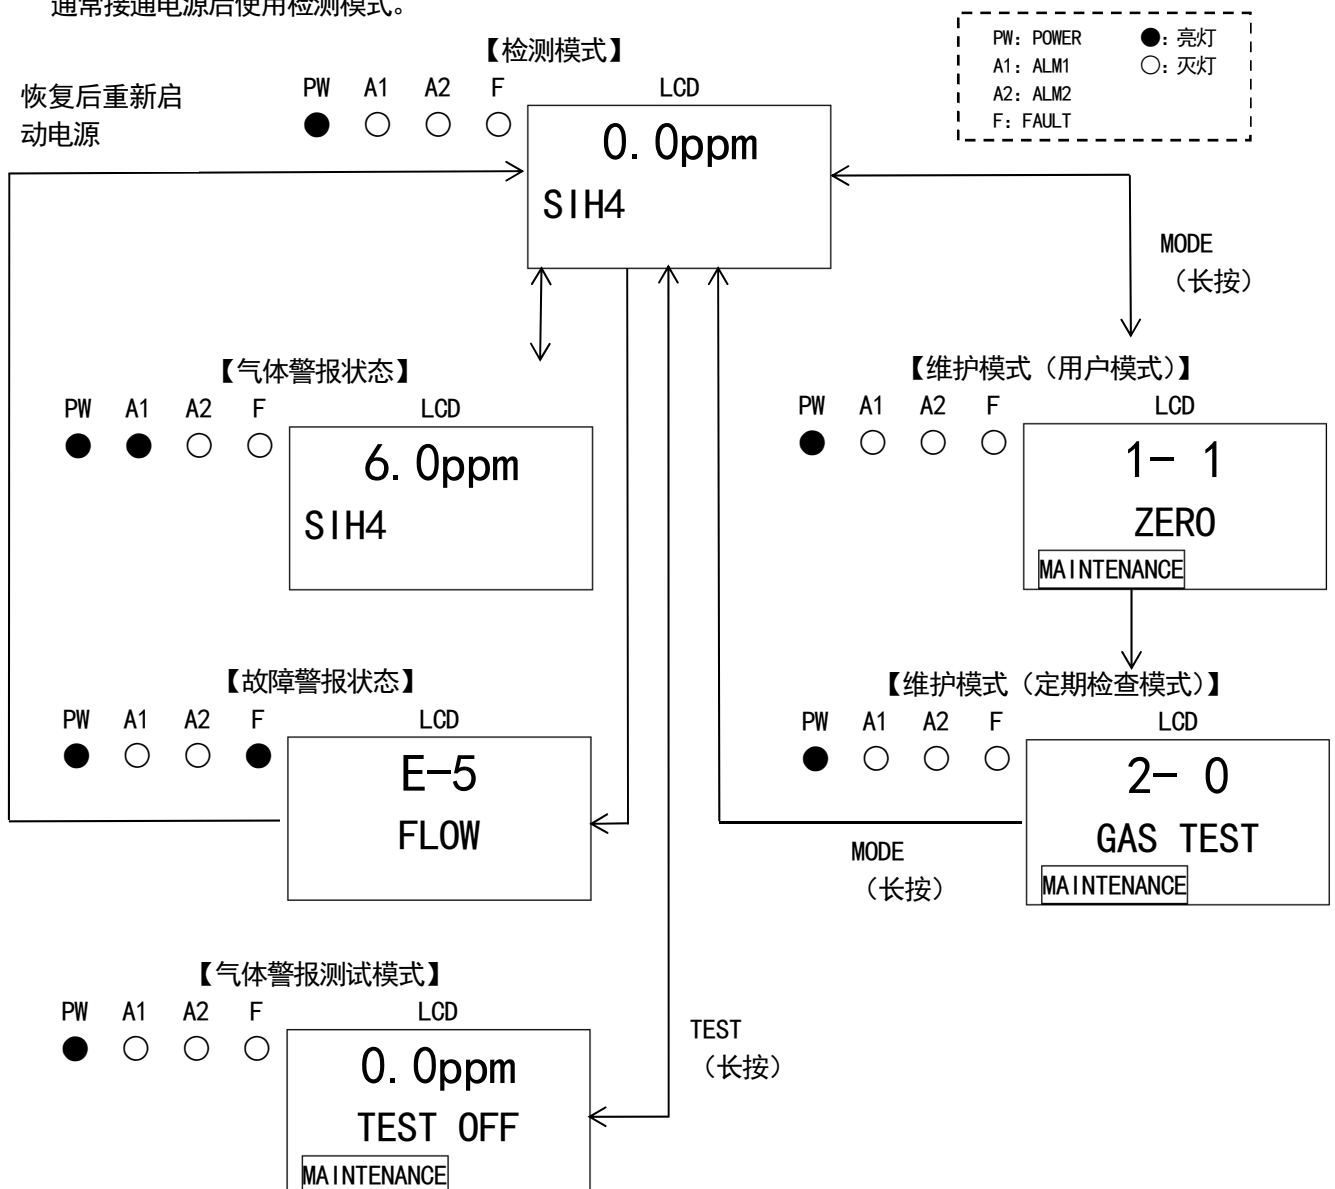 通常接通电源后使用检测模式。
PW: POWER ●: 亮灯
A1: ALM1 ○: 灭灯
A2: ALM2
F: FAULT
【检测模式】
恢复后重新启
动电源
PW A1 A2 F LCD
0.0ppm
SIH4
MODE
（长按）
【气体警报状态】
PW A1 A2 F LCD
6.0ppm
SIH4
【维护模式（用户模式）】
PW A1 A2 F LCD
1- 1
ZERO
MAINTENANCE
【故障警报状态】
PW A1 A2 F LCD
E-5
FLOW
【维护模式（定期检查模式）】
PW A1 A2 F LCD
2- 0
GAS TEST
MAINTENANCE
MODE
（长按）
【气体警报测试模式】
PW A1 A2 F LCD
0.0ppm
TEST OFF
MAINTENANCE
TEST
（长按）